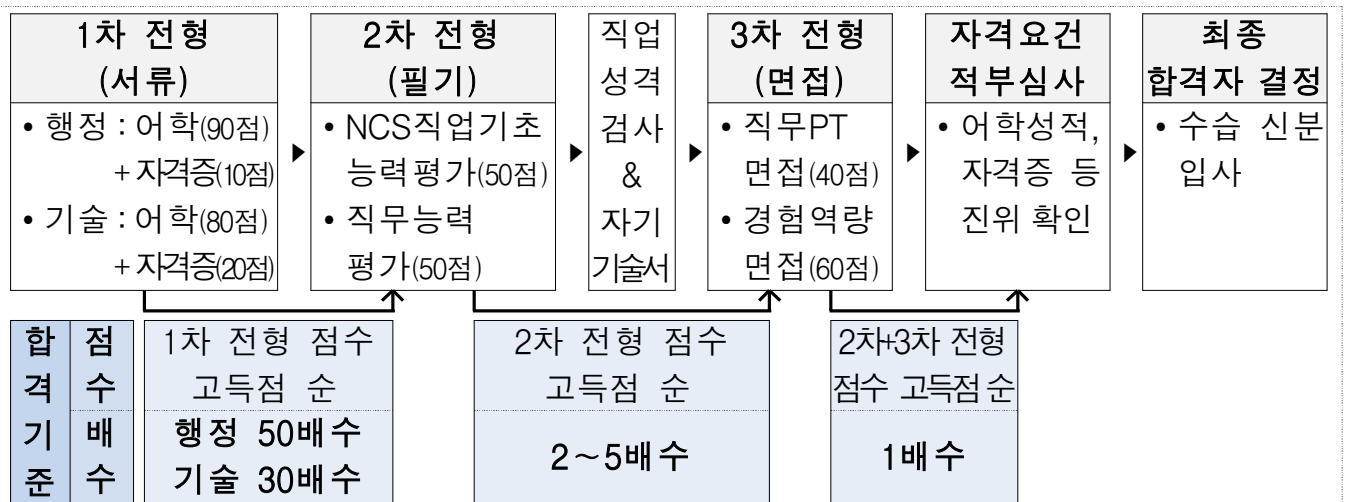 1차 전형
(서류)
• 행정 : 어학(90점)
+ 자격증(10점)
• 기술 : 어학(80점)
+ 자격증(20점)
▶
2차 전형
(필기)
• NCS직업기초
능력평가(50점)
• 직무능력
평가(50점)
▶
직업
성격
검사
&
자기
기술서
▶
3차 전형
(면접)
• 직무PT
면접(40점)
• 경험역량
면접(60점)
▶
자격요건
적부심사
• 어학성적,
자격증 등
진위 확인
▶
최종
합격자 결정
• 수습 신분
입사
합격기준
점수
1차 전형 점수
고득점 순
2차 전형 점수
고득점 순
2차+3차 전형
점수 고득점 순
배수
행정 50배수
기술 30배수
2~5배수
1배수